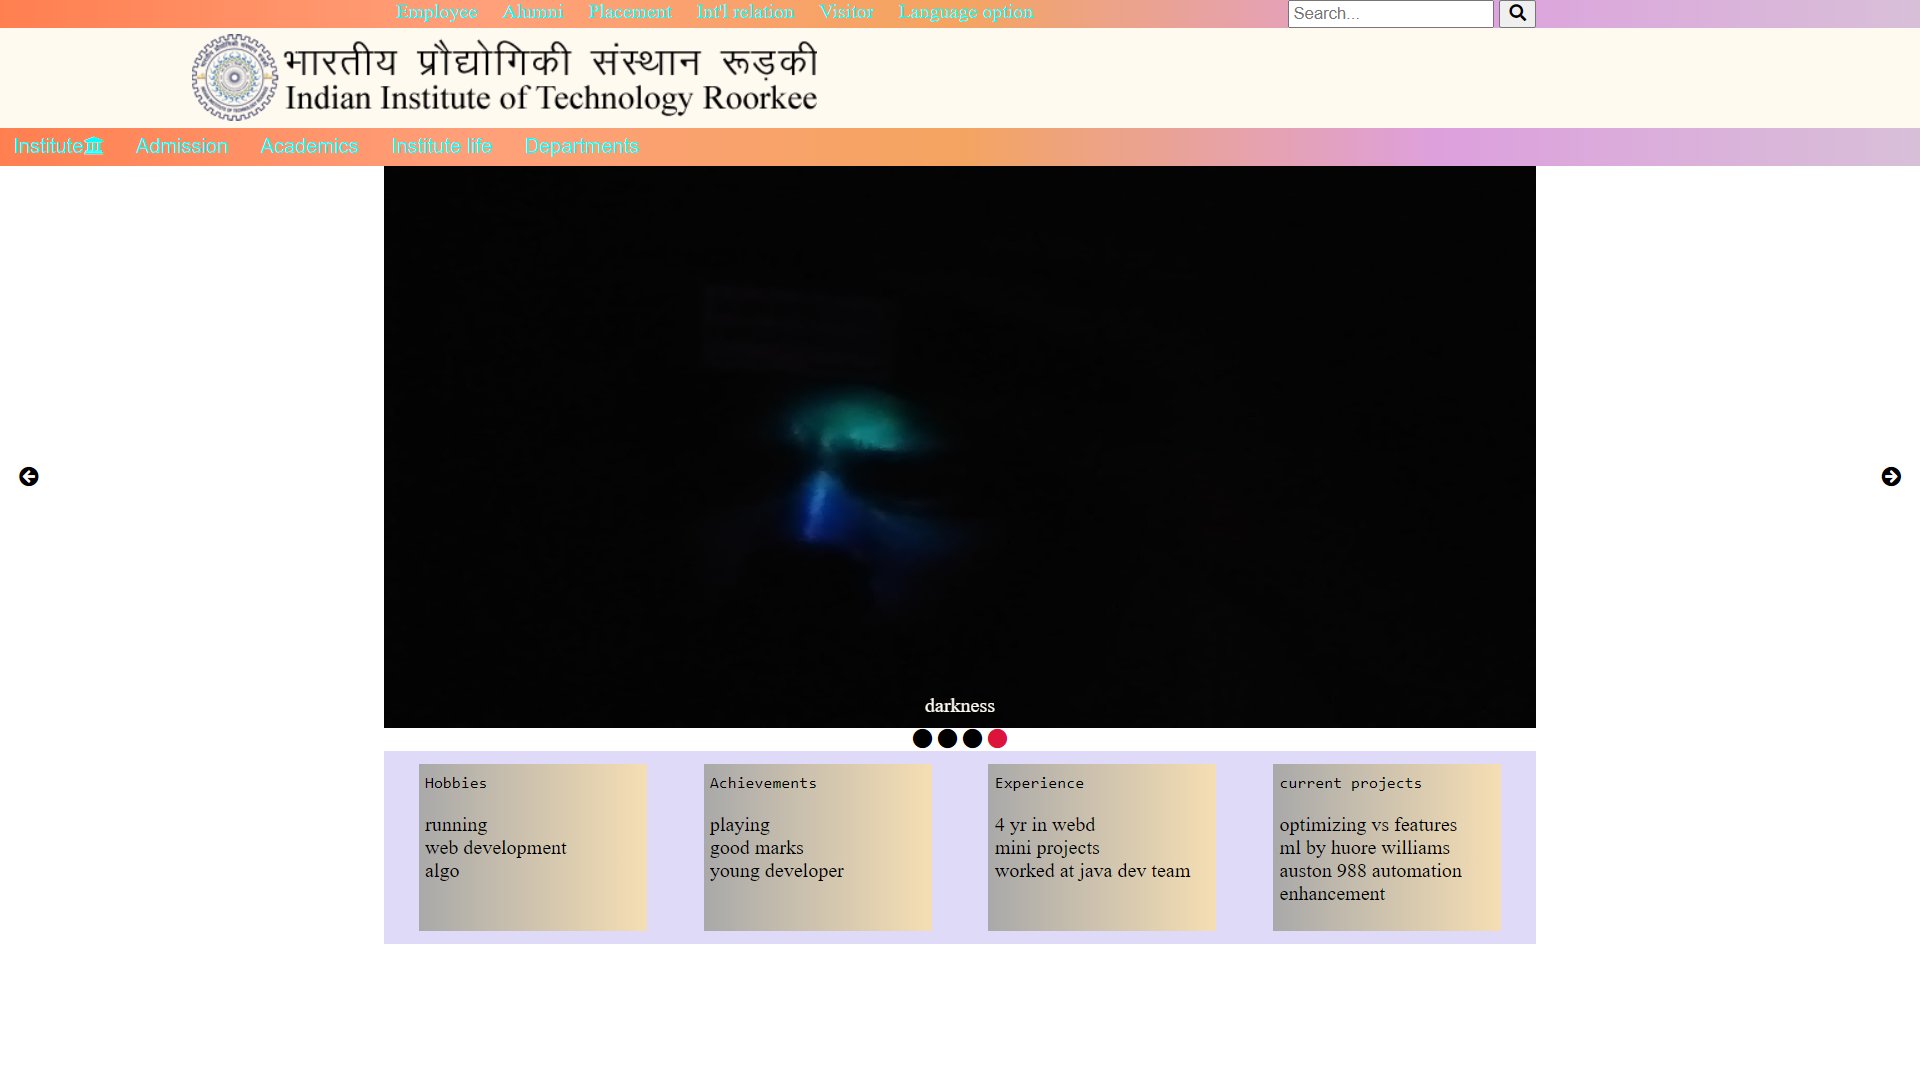 Employee Alumni Placement Int'l relation Visitor Language option Search...
भारतीय प्रौद्योगिकी संस्थान रूड़की
Indian Institute of Technology Roorkee
Institute Admission Academics Institute life Departments
darkness
Hobbies
running
web development
algo
Achievements
playing
good marks
young developer
Experience
4 yr in webd
mini projects
worked at java dev team
current projects
optimizing vs features
ml by huore williams
auston 988 automation
enhancement